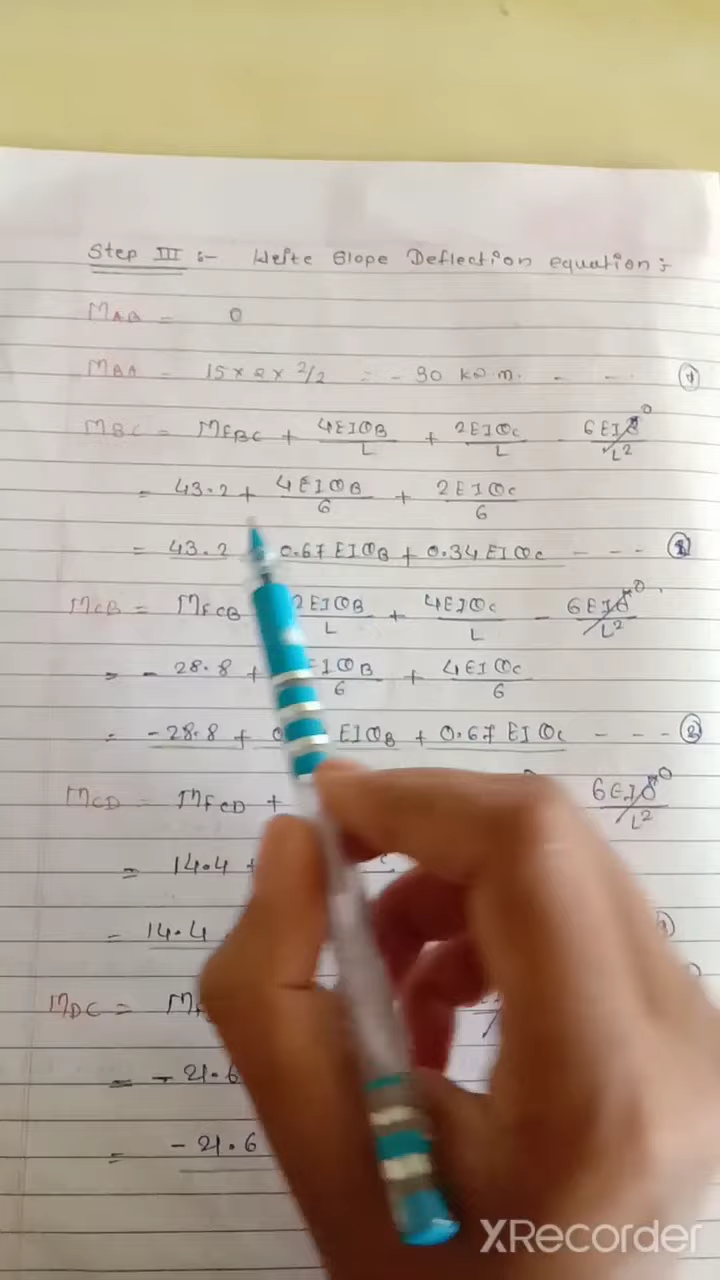 Step III :- Write Slope Deflection equation :-
MAB = 0
MBA = 15 x 2 x 2/2 = - 30 kN.m. - - -
MBC = MFBC + 4EIθB/L + 2EIθC/L - 6EIδ/L² 0
= 43.2 + 4EIθB/6 + 2EIθC/6
= 43.2 0.67 EIθB + 0.34 EIθC - - - -
MCB = MFCB 2EIθB/L + 4EIθC/L - 6EIδ/L² 0
= - 28.8 + EIθB/6 + 4EIθC/6
= - 28.8 + EIθB + 0.67 EIθC - - - -
MCD = MFCD + 6EIδ/L² 0
= 14.4 +
= 14.4
MDC =
= - 21.6
= - 21.6
XRecorder